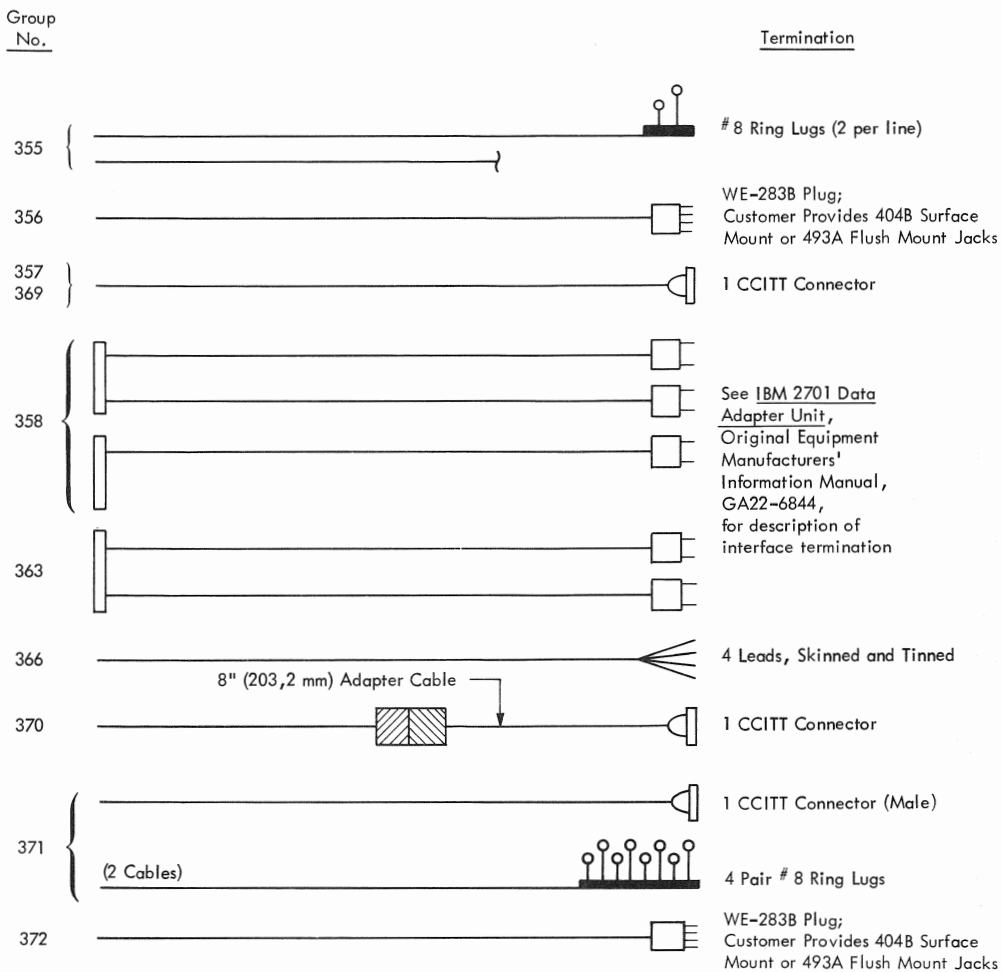 Group
No.
Termination
355
# 8 Ring Lugs (2 per line)
356
WE-283B Plug;
Customer Provides 404B Surface
Mount or 493A Flush Mount Jacks
357
369
1 CCITT Connector
358
See IBM 2701 Data
Adapter Unit,
Original Equipment
Manufacturers'
Information Manual,
GA22-6844,
for description of
interface termination
363
366
4 Leads, Skinned and Tinned
8" (203,2 mm) Adapter Cable
370
1 CCITT Connector
371
1 CCITT Connector (Male)
(2 Cables)
4 Pair # 8 Ring Lugs
372
WE-283B Plug;
Customer Provides 404B Surface
Mount or 493A Flush Mount Jacks